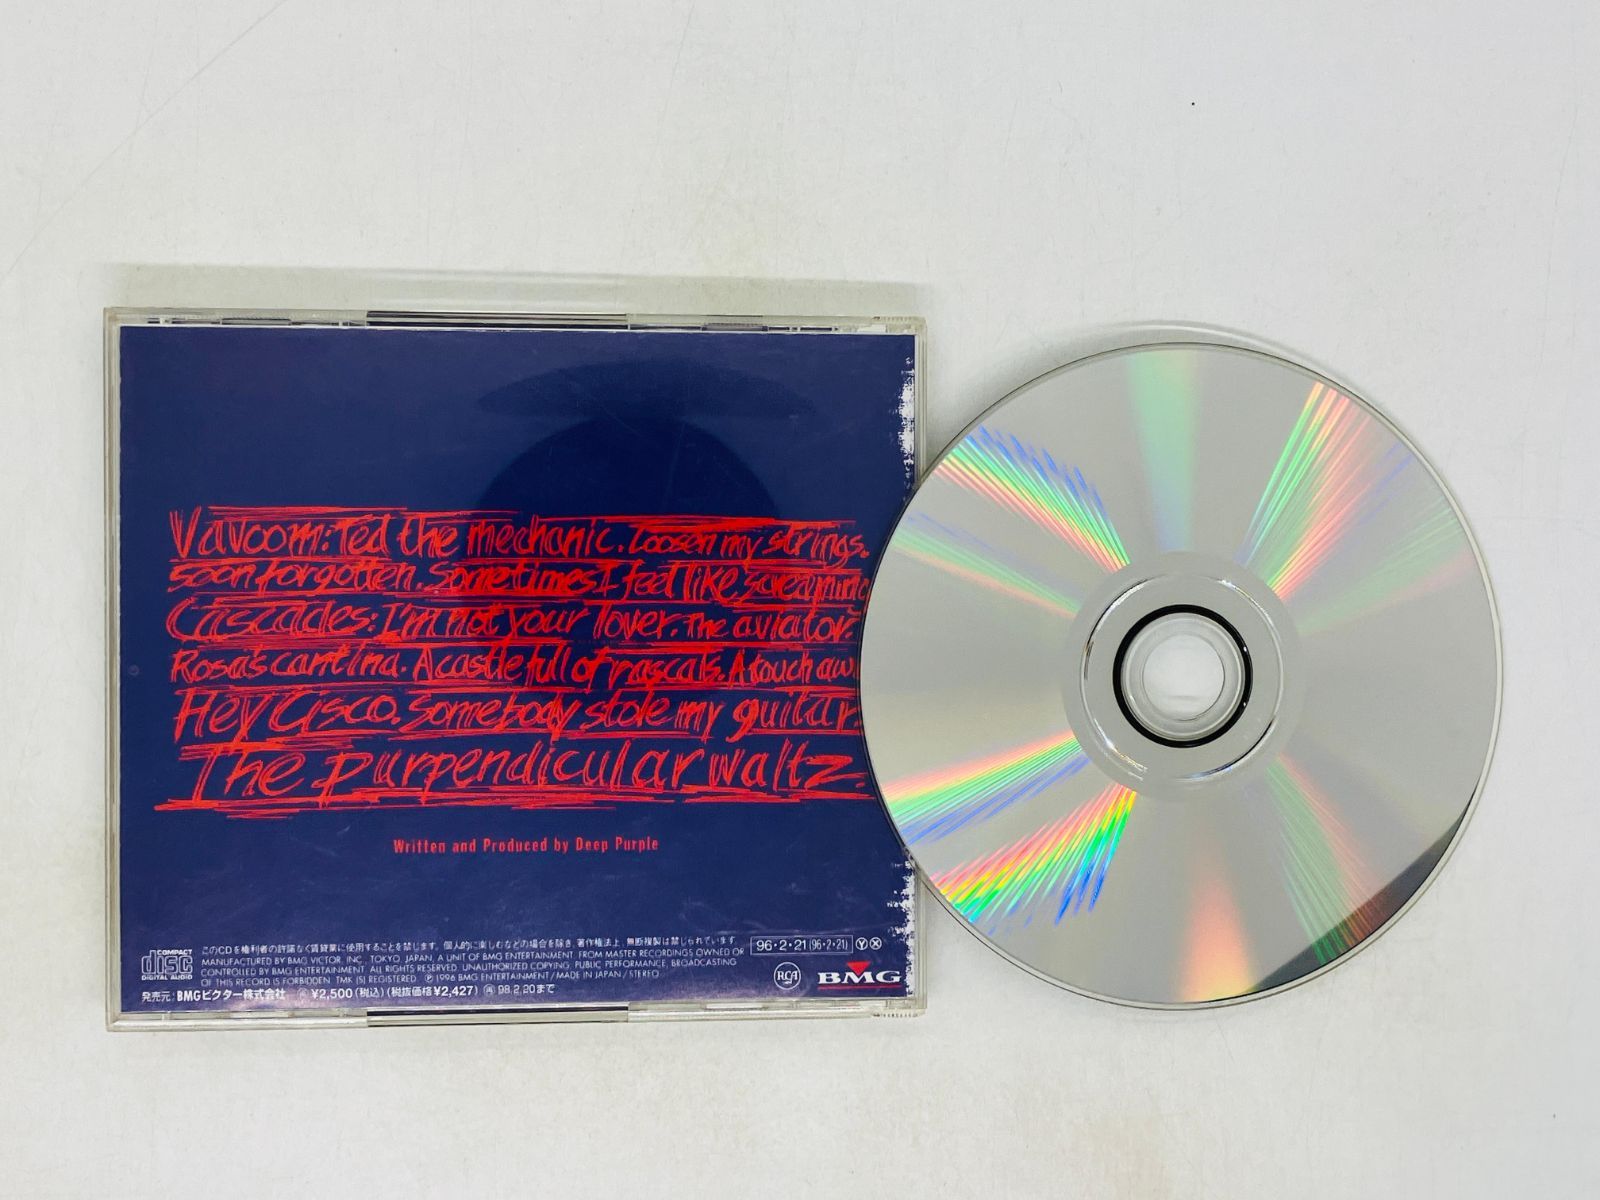 Vavoom: Ted the mechanic. Loosen my strings.
Soon forgotten. Sometimes I feel like screaming
Cascades: I'm not your lover. The aviator.
Rosa's cantina. A castle full of rascals. A touch
Hey Cisco. Somebody stole my guitar.
The purpendicular waltz.
Written and Produced by Deep Purple
COMPACT
disc
DIGITAL AUDIO
このCDを権利者の許諾なく賃貸業に使用することを禁じます。個人的に楽しむなどの場合を除き、著作権法上、無断複製は禁じられています。
MANUFACTURED BY BMG VICTOR, INC., TOKYO, JAPAN, A UNIT OF BMG ENTERTAINMENT. FROM MASTER RECORDINGS OWNED OR
CONTROLLED BY BMG ENTERTAINMENT. ALL RIGHTS RESERVED. UNAUTHORIZED COPYING, PUBLIC PERFORMANCE, BROADCASTING
OF THIS RECORD IS FORBIDDEN. TMK (S) REGISTERED. ℗ 1996 BMG ENTERTAINMENT / MADE IN JAPAN / STEREO
発売元:BMGビクター株式会社 ¥2,500(税込)(税抜価格¥2,427) 98.2.20まで
96・2・21(96・2・21) Ⓨ Ⓧ
RCA
BMG